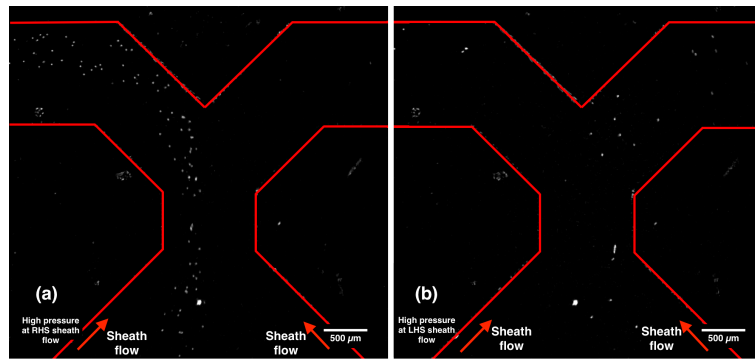 (a)
High pressure
at RHS sheath
flow
Sheath
flow
Sheath
flow
500 µm
(b)
High pressure
at LHS sheath
flow
Sheath
flow
Sheath
flow
500 µm